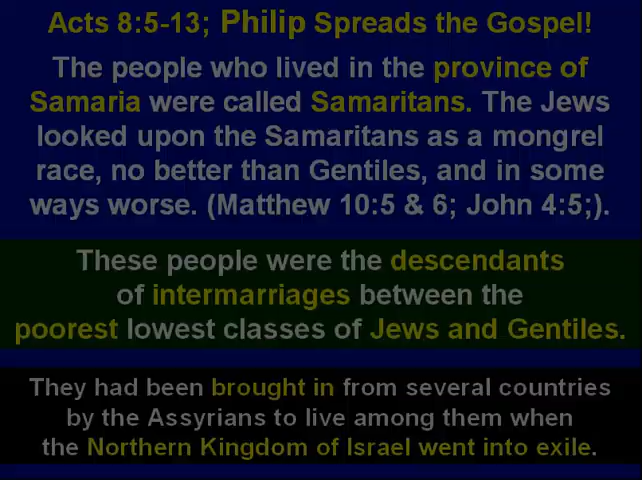 Acts 8:5-13; Philip Spreads the Gospel!
The people who lived in the province of
Samaria were called Samaritans. The Jews
looked upon the Samaritans as a mongrel
race, no better than Gentiles, and in some
ways worse. (Matthew 10:5 & 6; John 4:5;).
These people were the descendants
of intermarriages between the
poorest lowest classes of Jews and Gentiles.
They had been brought in from several countries
by the Assyrians to live among them when
the Northern Kingdom of Israel went into exile.